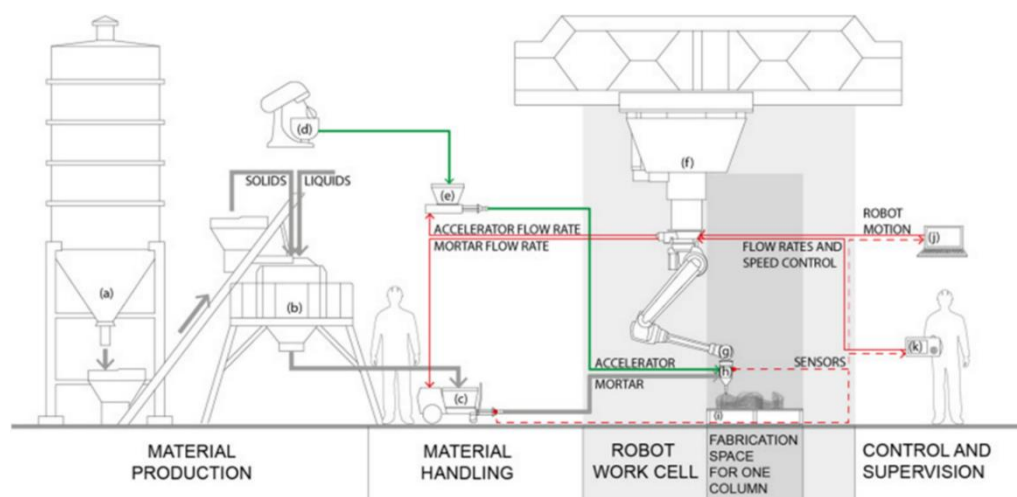 (d)
(f)
SOLIDS
LIQUIDS
(e)
ACCELERATOR FLOW RATE
MORTAR FLOW RATE
ROBOT
MOTION
(j)
FLOW RATES AND
SPEED CONTROL
(a)
(b)
(k)
(g)
ACCELERATOR
MORTAR
(h)
SENSORS
(c)
(i)
MATERIAL
PRODUCTION
MATERIAL
HANDLING
ROBOT
WORK CELL
FABRICATION
SPACE
FOR ONE
COLUMN
CONTROL AND
SUPERVISION